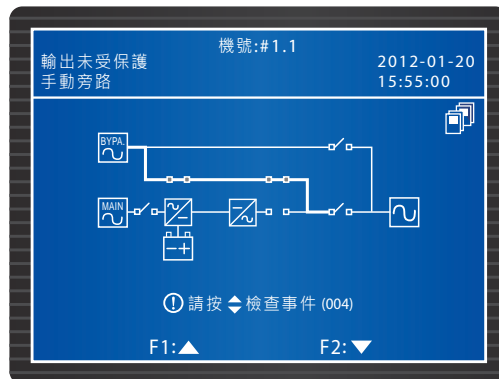 機號:#1.1
輸出未受保護
2012-01-20
手動旁路
15:55:00
BYPA.
MAIN
請按檢查事件 (004)
F1:
F2: